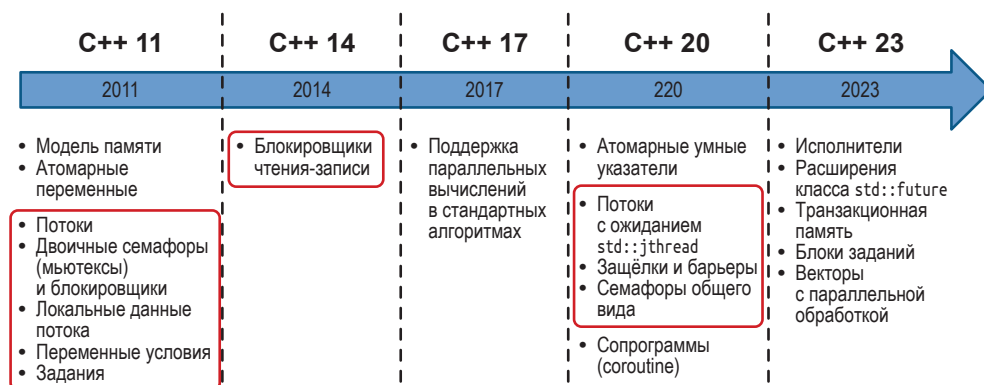 C++ 11
C++ 14
C++ 17
C++ 20
C++ 23
2011
2014
2017
220
2023
• Модель памяти
• Атомарные
переменные
• Потоки
• Двоичные семафоры
(мьютексы)
и блокировщики
• Локальные данные
потока
• Переменные условия
• Задания
• Блокировщики
чтения-записи
• Поддержка
параллельных
вычислений
в стандартных
алгоритмах
• Атомарные умные
указатели
• Потоки
с ожиданием
std::jthread
• Защёлки и барьеры
• Семафоры общего
вида
• Сопрограммы
(coroutine)
• Исполнители
• Расширения
класса std::future
• Транзакционная
память
• Блоки заданий
• Векторы
с параллельной
обработкой